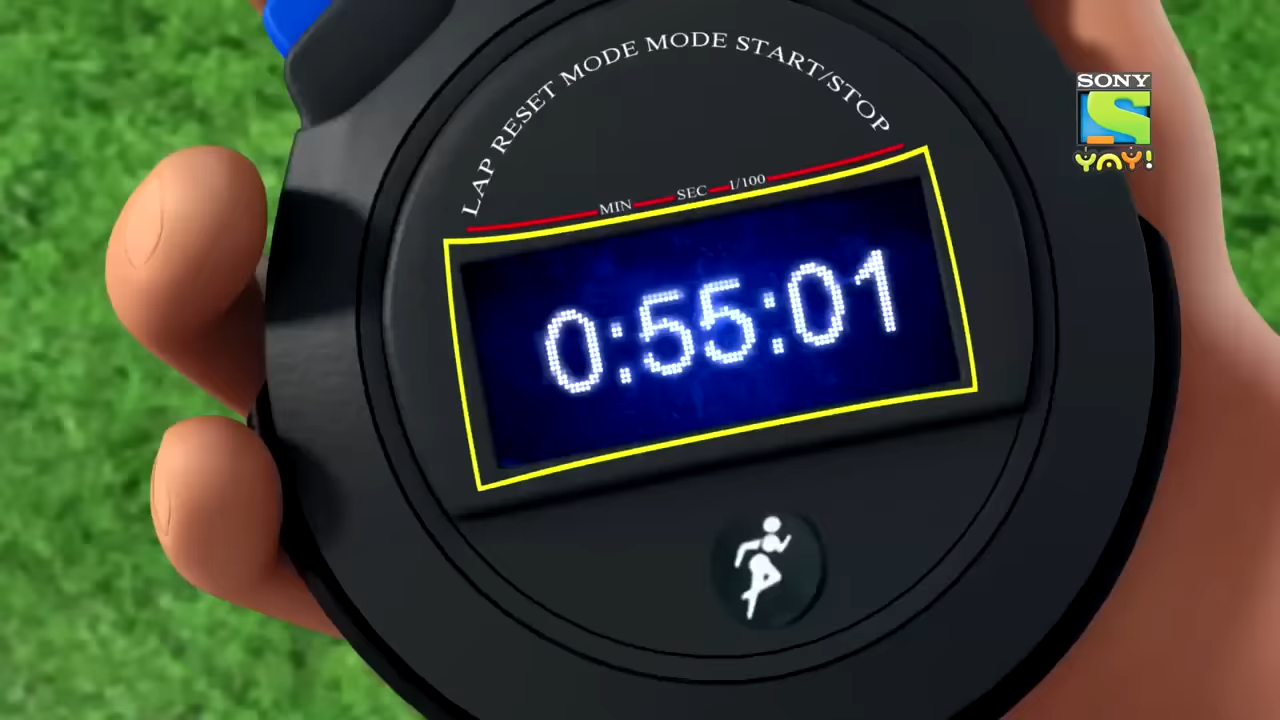 LAP RESET MODE MODE START/STOP
MIN SEC 1/100
0:55:01
SONY
YAY!